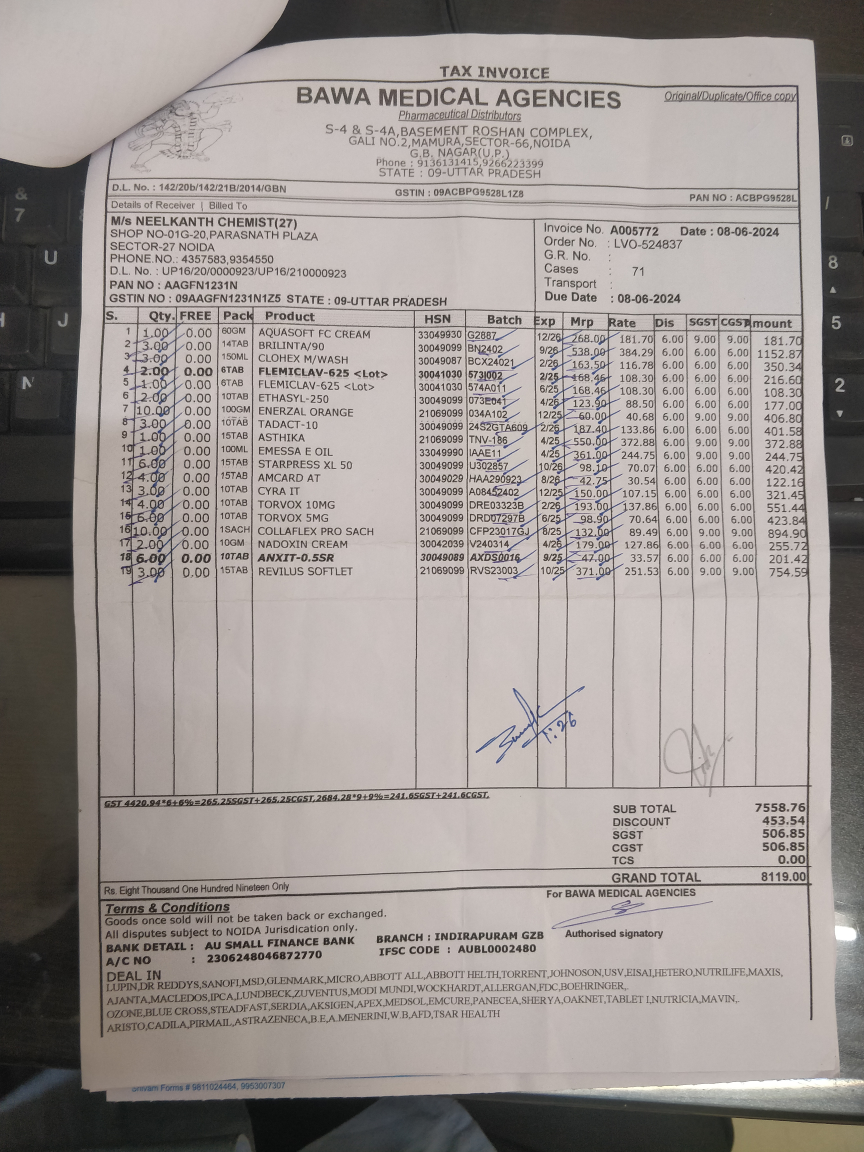 TAX INVOICE
BAWA MEDICAL AGENCIES
Original/Duplicate/Office copy
Pharmaceutical Distributors
S-4 & S-4A,BASEMENT ROSHAN COMPLEX,
GALI NO.2,MAMURA,SECTOR-66,NOIDA
G.B. NAGAR(U.P.)
Phone : 9136131415,9266223399
STATE : 09-UTTAR PRADESH
D.L. No. : 142/20b/142/21B/2014/GBN GSTIN : 09ACBPG9528L1Z8 PAN NO : ACBPG9528L
Details of Receiver | Billed To
M/s NEELKANTH CHEMIST(27)
SHOP NO-01G-20,PARASNATH PLAZA
SECTOR-27 NOIDA
PHONE.NO.: 4357583,9354550
D.L. No. : UP16/20/0000923/UP16/210000923
PAN NO : AAGFN1231N
GSTIN NO : 09AAGFN1231N1Z5 STATE : 09-UTTAR PRADESH
Invoice No. A005772 Date : 08-06-2024
Order No. : LVO-524837
G.R. No. :
Cases : 71
Transport :
Due Date : 08-06-2024
S. Qty. FREE Pack Product HSN Batch Exp Mrp Rate Dis SGST CGST Amount
1 1.00 0.00 60GM AQUASOFT FC CREAM 33049930 G2887 12/26 268.00 181.70 6.00 9.00 9.00 181.70
2 3.00 0.00 14TAB BRILINTA/90 30049099 BN2402 9/26 538.00 384.29 6.00 6.00 6.00 1152.87
3 3.00 0.00 150ML CLOHEX M/WASH 30049087 BCX24021 2/26 163.50 116.78 6.00 6.00 6.00 350.34
4 2.00 0.00 6TAB FLEMICLAV-625 <Lot> 30041030 573I002 2/25 168.46 108.30 6.00 6.00 6.00 216.60
5 1.00 0.00 6TAB FLEMICLAV-625 <Lot> 30041030 574A011 6/25 168.46 108.30 6.00 6.00 6.00 108.30
6 2.00 0.00 10TAB ETHASYL-250 30049099 073E041 4/26 123.90 88.50 6.00 6.00 6.00 177.00
7 10.00 0.00 100GM ENERZAL ORANGE 21069099 034A102 12/25 60.00 40.68 6.00 9.00 9.00 406.80
8 3.00 0.00 10TAB TADACT-10 30049099 24S2GTA609 2/26 187.40 133.86 6.00 6.00 6.00 401.58
9 1.00 0.00 15TAB ASTHIKA 21069099 TNV-186 4/25 550.00 372.88 6.00 9.00 9.00 372.88
10 1.00 0.00 100ML EMESSA E OIL 33049990 IAAE11 4/25 361.00 244.75 6.00 9.00 9.00 244.75
11 6.00 0.00 15TAB STARPRESS XL 50 30049099 U302857 10/26 98.10 70.07 6.00 6.00 6.00 420.42
12 4.00 0.00 15TAB AMCARD AT 30049029 HAA290923 8/26 42.75 30.54 6.00 6.00 6.00 122.16
13 3.00 0.00 10TAB CYRA IT 30049099 A08452402 12/25 150.00 107.15 6.00 6.00 6.00 321.45
14 4.00 0.00 10TAB TORVOX 10MG 30049099 DRE03323B 2/26 193.00 137.86 6.00 6.00 6.00 551.44
15 6.00 0.00 10TAB TORVOX 5MG 30049099 DRD07297B 6/25 98.90 70.64 6.00 6.00 6.00 423.84
16 10.00 0.00 1SACH COLLAFLEX PRO SACH 21069099 CFP23017GJ 8/25 132.00 89.49 6.00 9.00 9.00 894.90
17 2.00 0.00 10GM NADOXIN CREAM 30042039 V240314 4/26 179.00 127.86 6.00 6.00 6.00 255.72
18 6.00 0.00 10TAB ANXIT-0.5SR 30049089 AXDS0016 9/25 47.00 33.57 6.00 6.00 6.00 201.42
19 3.00 0.00 15TAB REVILUS SOFTLET 21069099 RVS23003 10/25 371.00 251.53 6.00 9.00 9.00 754.59
1:26
GST 4420.94*6+6%=265.25SGST+265.25CGST,2684.28*9+9%=241.6SGST+241.6CGST,
SUB TOTAL 7558.76
DISCOUNT 453.54
SGST 506.85
CGST 506.85
TCS 0.00
GRAND TOTAL 8119.00
Rs. Eight Thousand One Hundred Nineteen Only
For BAWA MEDICAL AGENCIES
Terms & Conditions
Goods once sold will not be taken back or exchanged.
All disputes subject to NOIDA Jurisdication only.
Authorised signatory
BANK DETAIL : AU SMALL FINANCE BANK BRANCH : INDIRAPURAM GZB
A/C NO : 2306248046872770 IFSC CODE : AUBL0002480
DEAL IN
LUPIN,DR REDDYS,SANOFI,MSD,GLENMARK,MICRO,ABBOTT ALL,ABBOTT HELTH,TORRENT,JOHNOSON,USV,EISAI,HETERO,NUTRILIFE,MAXIS,
AJANTA,MACLEDOS,IPCA,LUNDBECK,ZUVENTUS,MODI MUNDI,WOCKHARDT,ALLERGAN,FDC,BOEHRINGER,
OZONE,BLUE CROSS,STEADFAST,SERDIA,AKSIGEN,APEX,MEDSOL,EMCURE,PANECEA,SHERYA,OAKNET,TABLET I,NUTRICIA,MAVIN,
ARISTO,CADILA,PIRMAIL,ASTRAZENECA,B.E,A.MENERINI,W.B,AFD,TSAR HEALTH
Shivam Forms # 9811024464, 9953007307